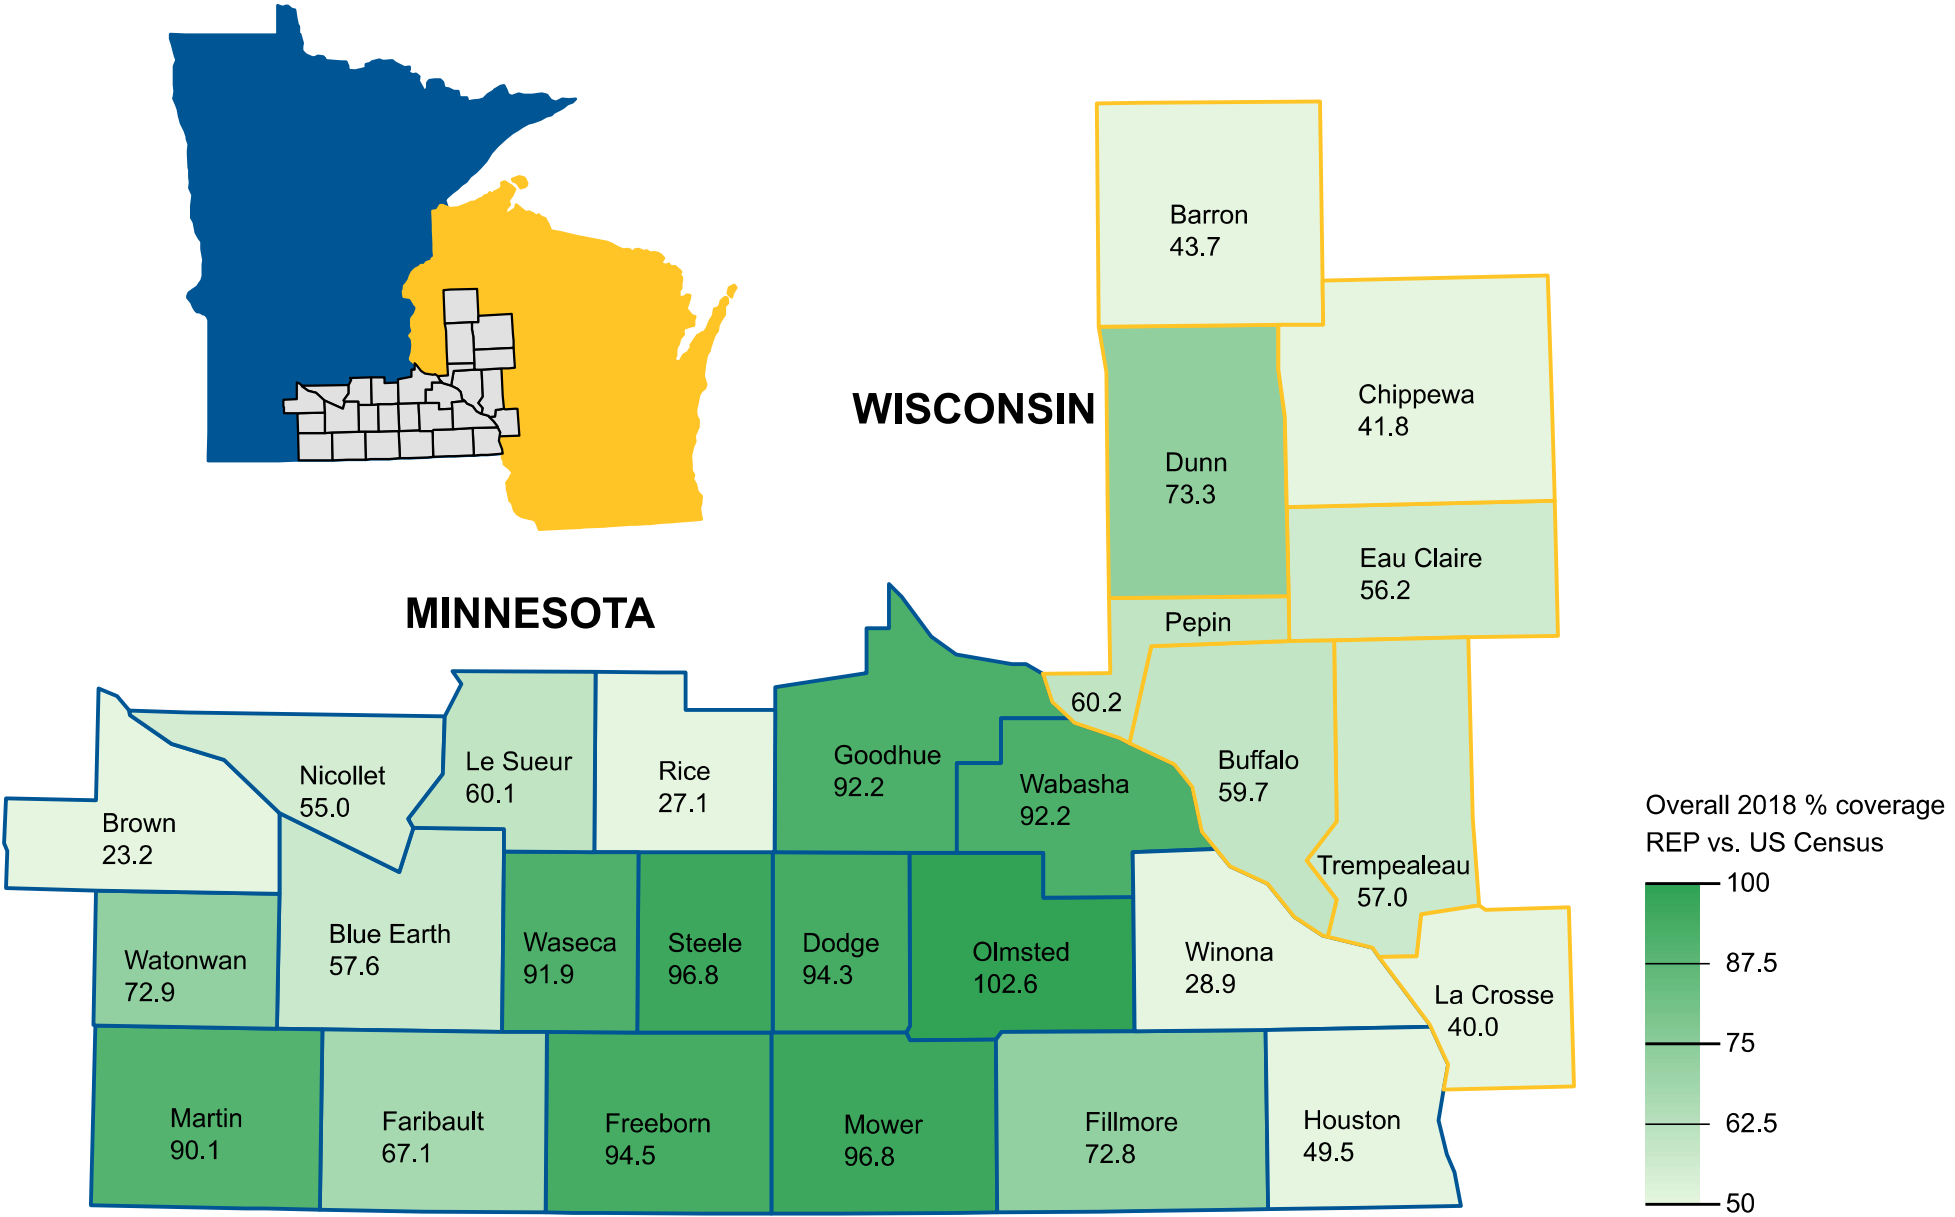 Barron
43.7
Chippewa
41.8
WISCONSIN
Dunn
73.3
Eau Claire
56.2
MINNESOTA
Pepin
60.2
Buffalo
59.7
Trempealeau
57.0
La Crosse
40.0
Goodhue
92.2
Wabasha
92.2
Le Sueur
60.1
Rice
27.1
Nicollet
55.0
Brown
23.2
Watonwan
72.9
Blue Earth
57.6
Waseca
91.9
Steele
96.8
Dodge
94.3
Olmsted
102.6
Winona
28.9
Martin
90.1
Faribault
67.1
Freeborn
94.5
Mower
96.8
Fillmore
72.8
Houston
49.5
Overall 2018 % coverage
REP vs. US Census
100
87.5
75
62.5
50